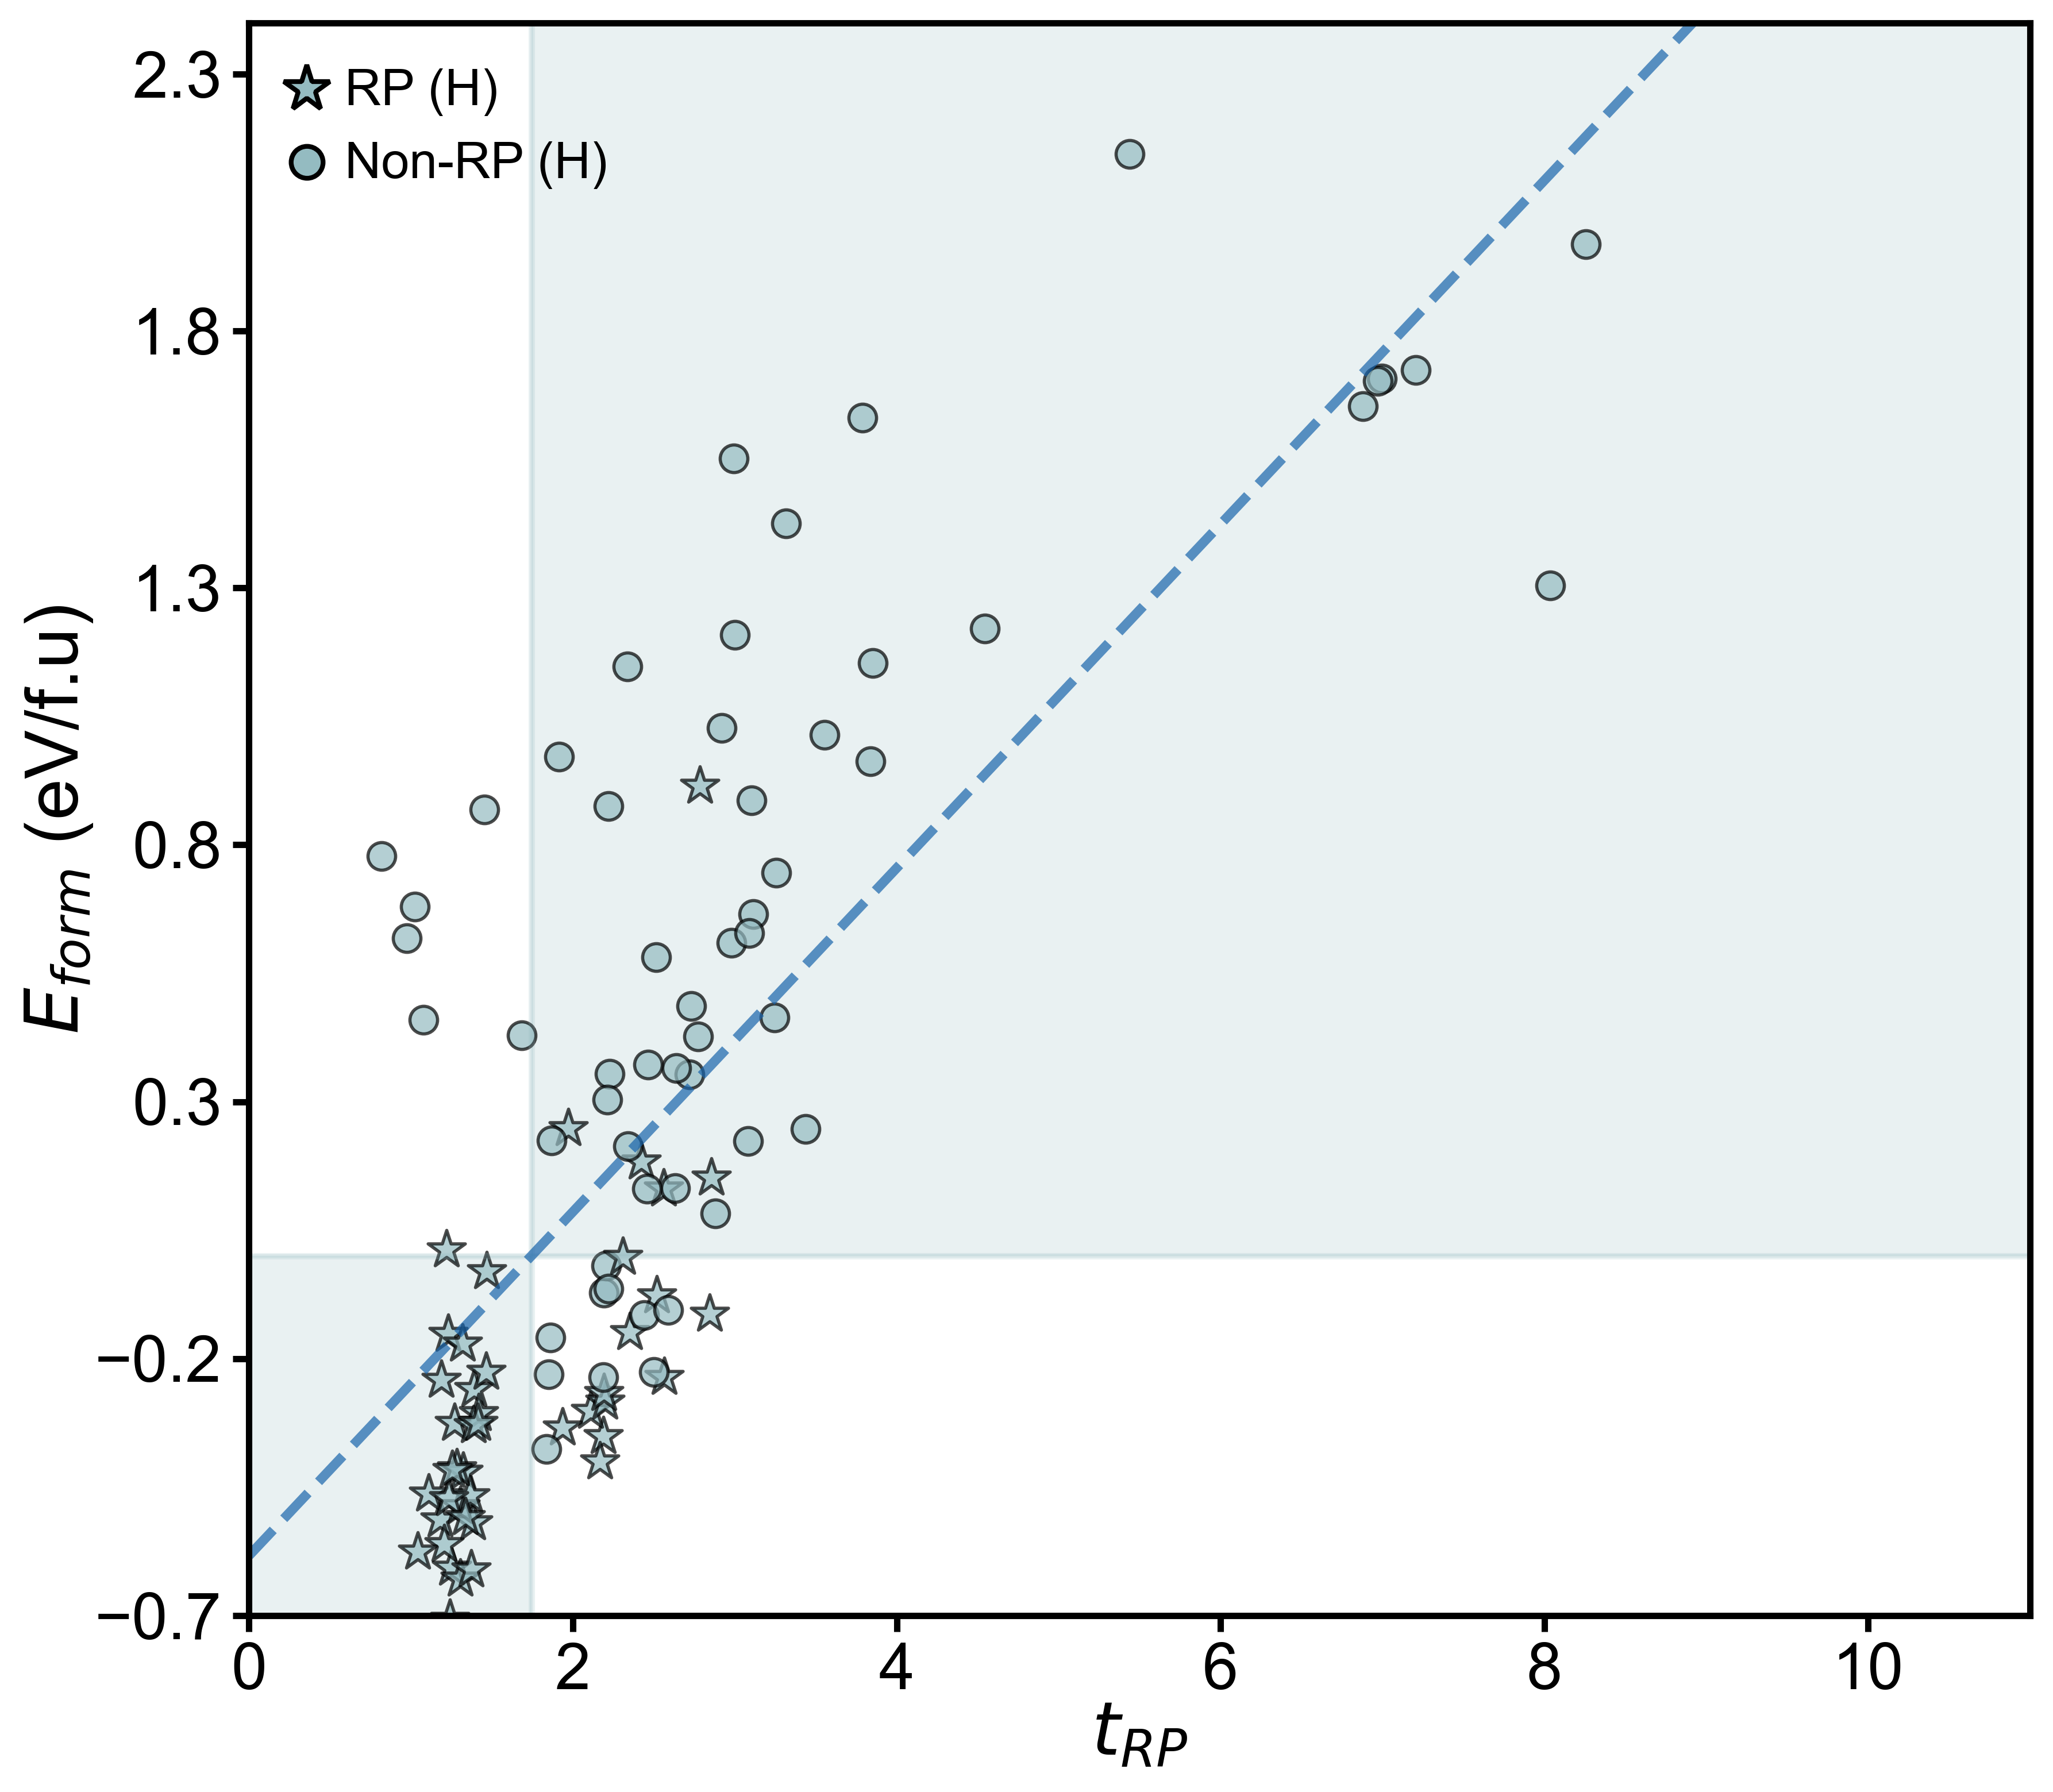 RP (H)
Non-RP (H)
2.3
1.8
1.3
0.8
0.3
−0.2
−0.7
E_form (eV/f.u)
0 2 4 6 8 10
t_RP